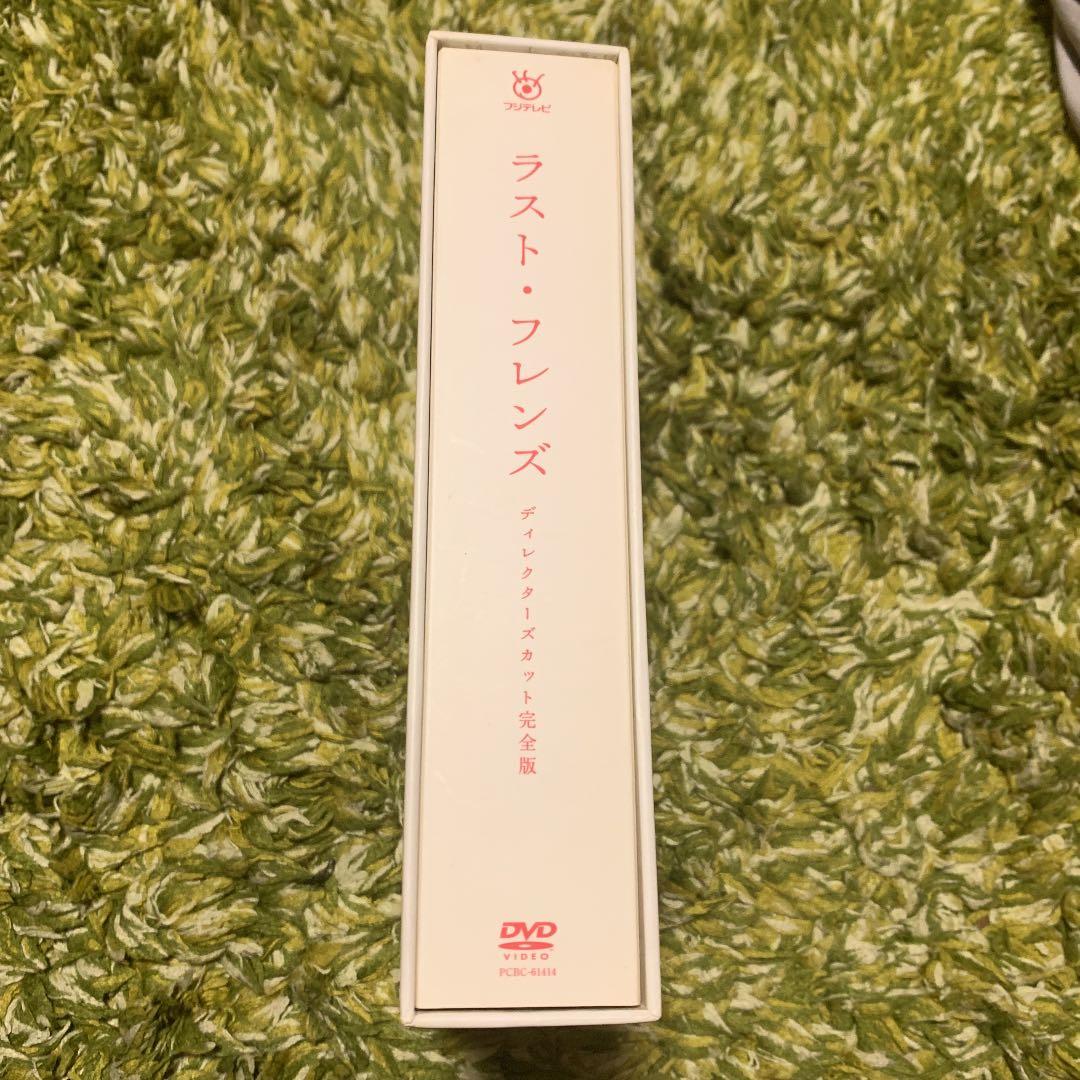 フジテレビ
ラスト・フレンズ
ディレクターズカット完全版
DVD
VIDEO
PCBC-61414